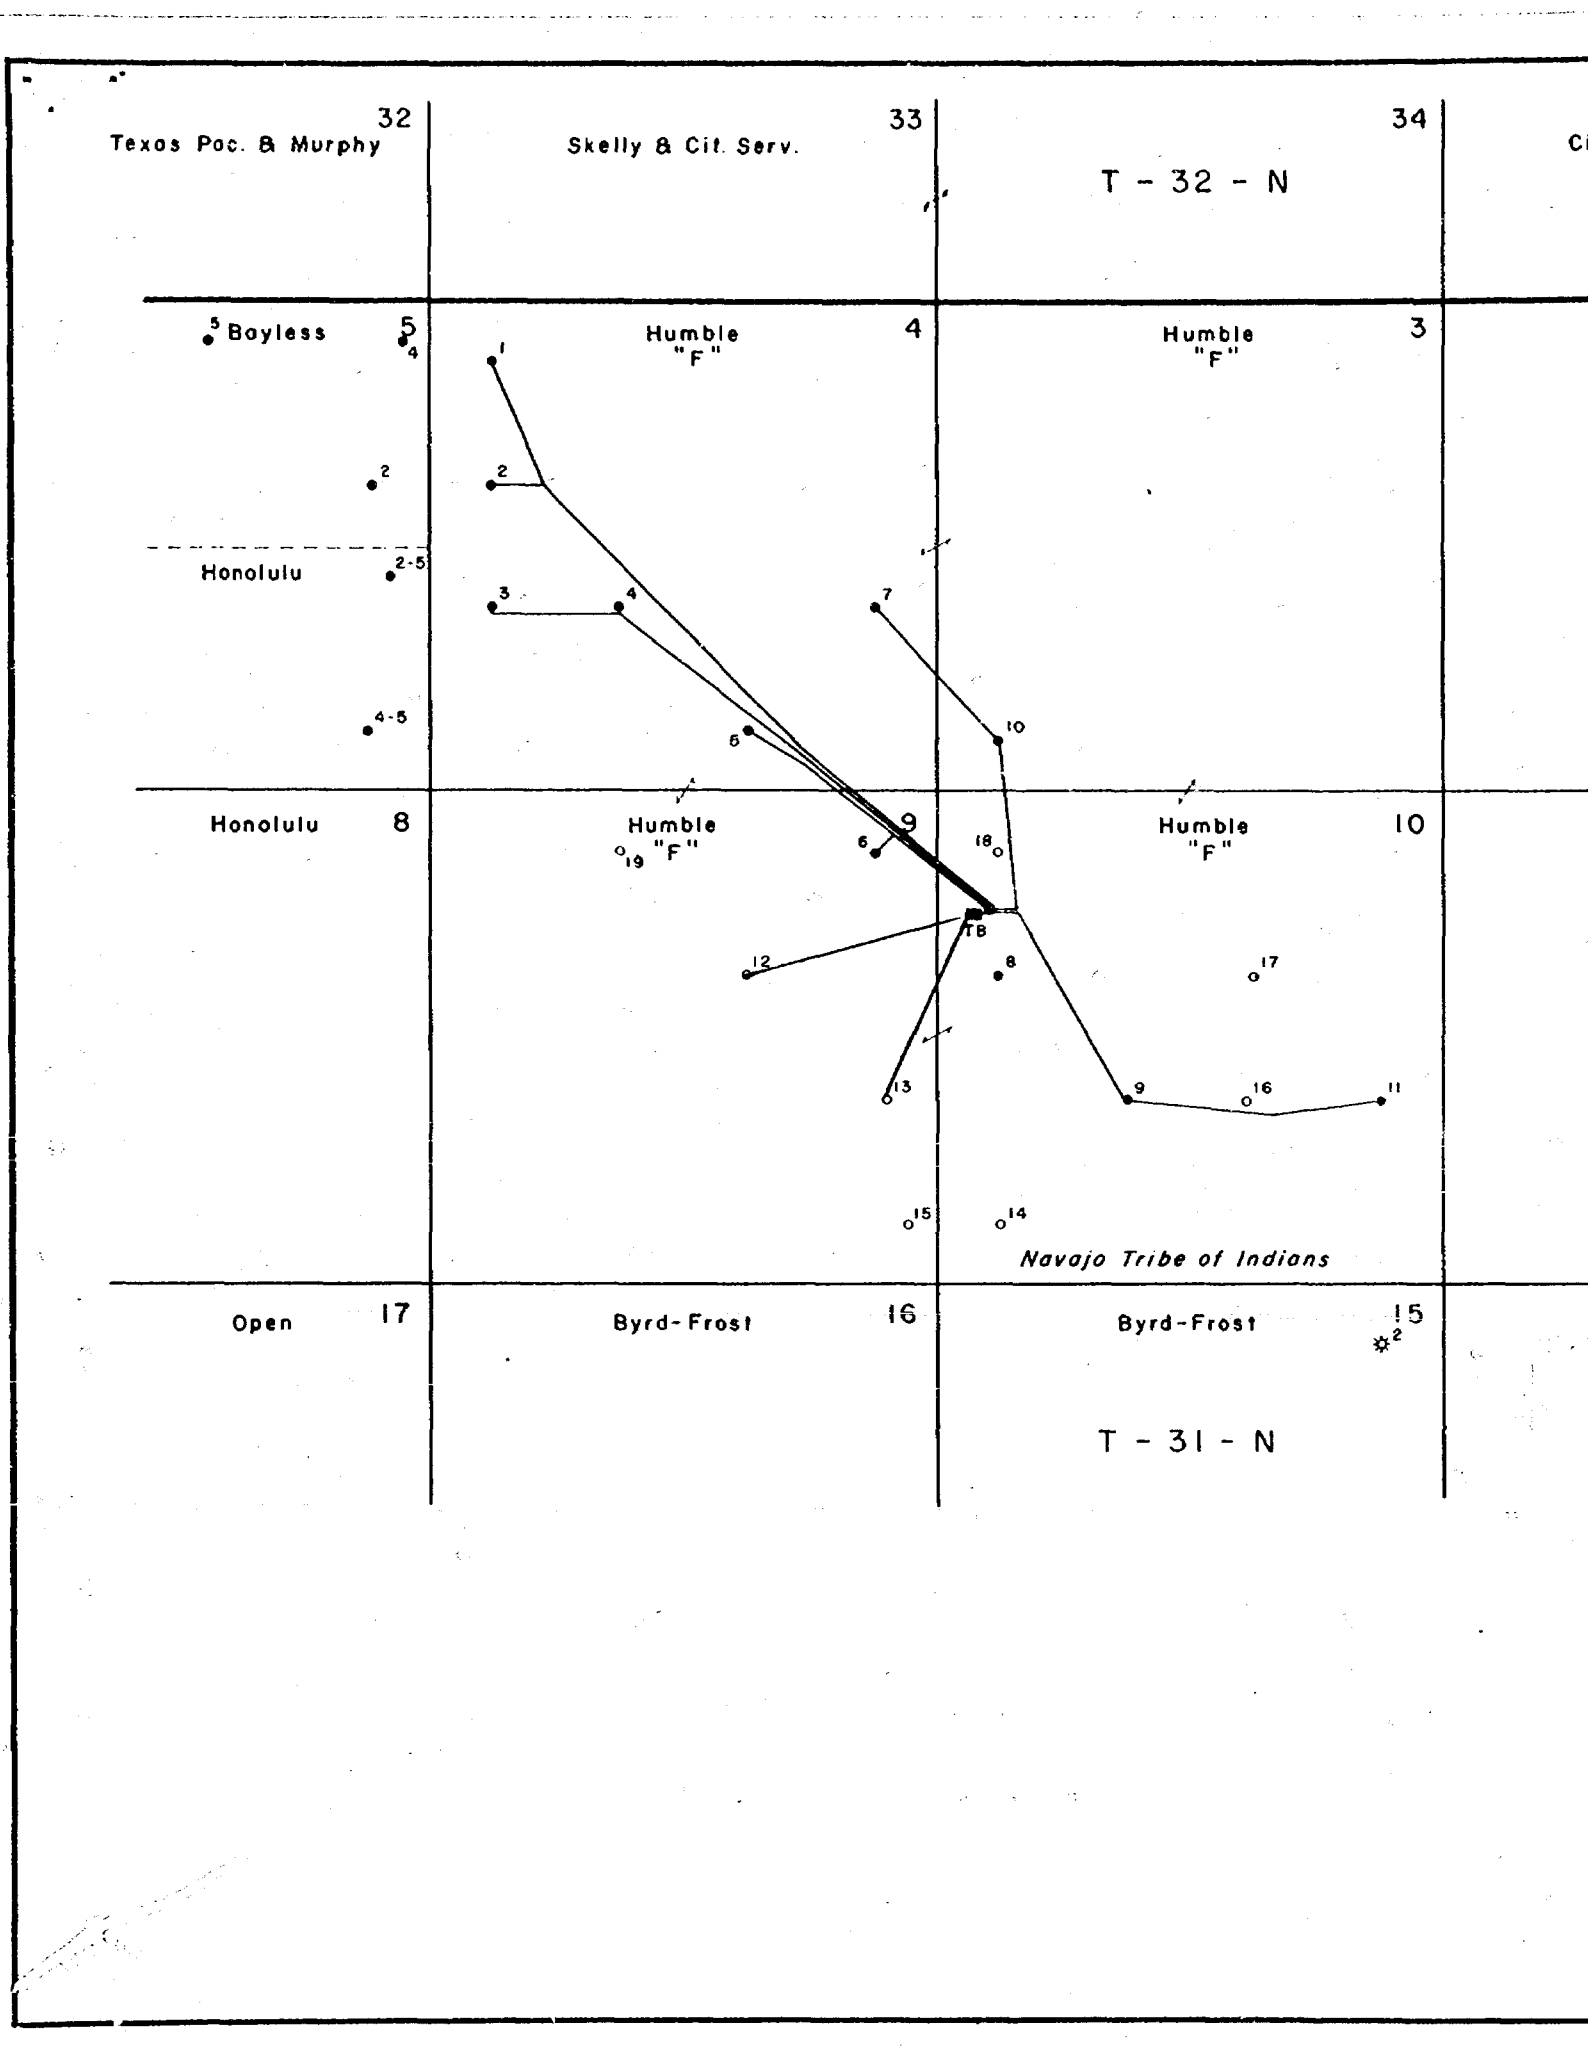 32 33 34
Texas Pac. & Murphy Skelly & Cit. Serv. Ci
T - 32 - N
5 Bayless 5 4 Humble "F" 4 Humble "F" 3
1
2 2
Honolulu 2-5
3 4 7
4-5 5 10
Honolulu 8 Humble "F" 9 Humble "F" 10
19 6 18
TB
12 8 17
13 9 16 11
15 14
Navajo Tribe of Indians
Open 17 Byrd-Frost 16 Byrd-Frost 15
2
T - 31 - N